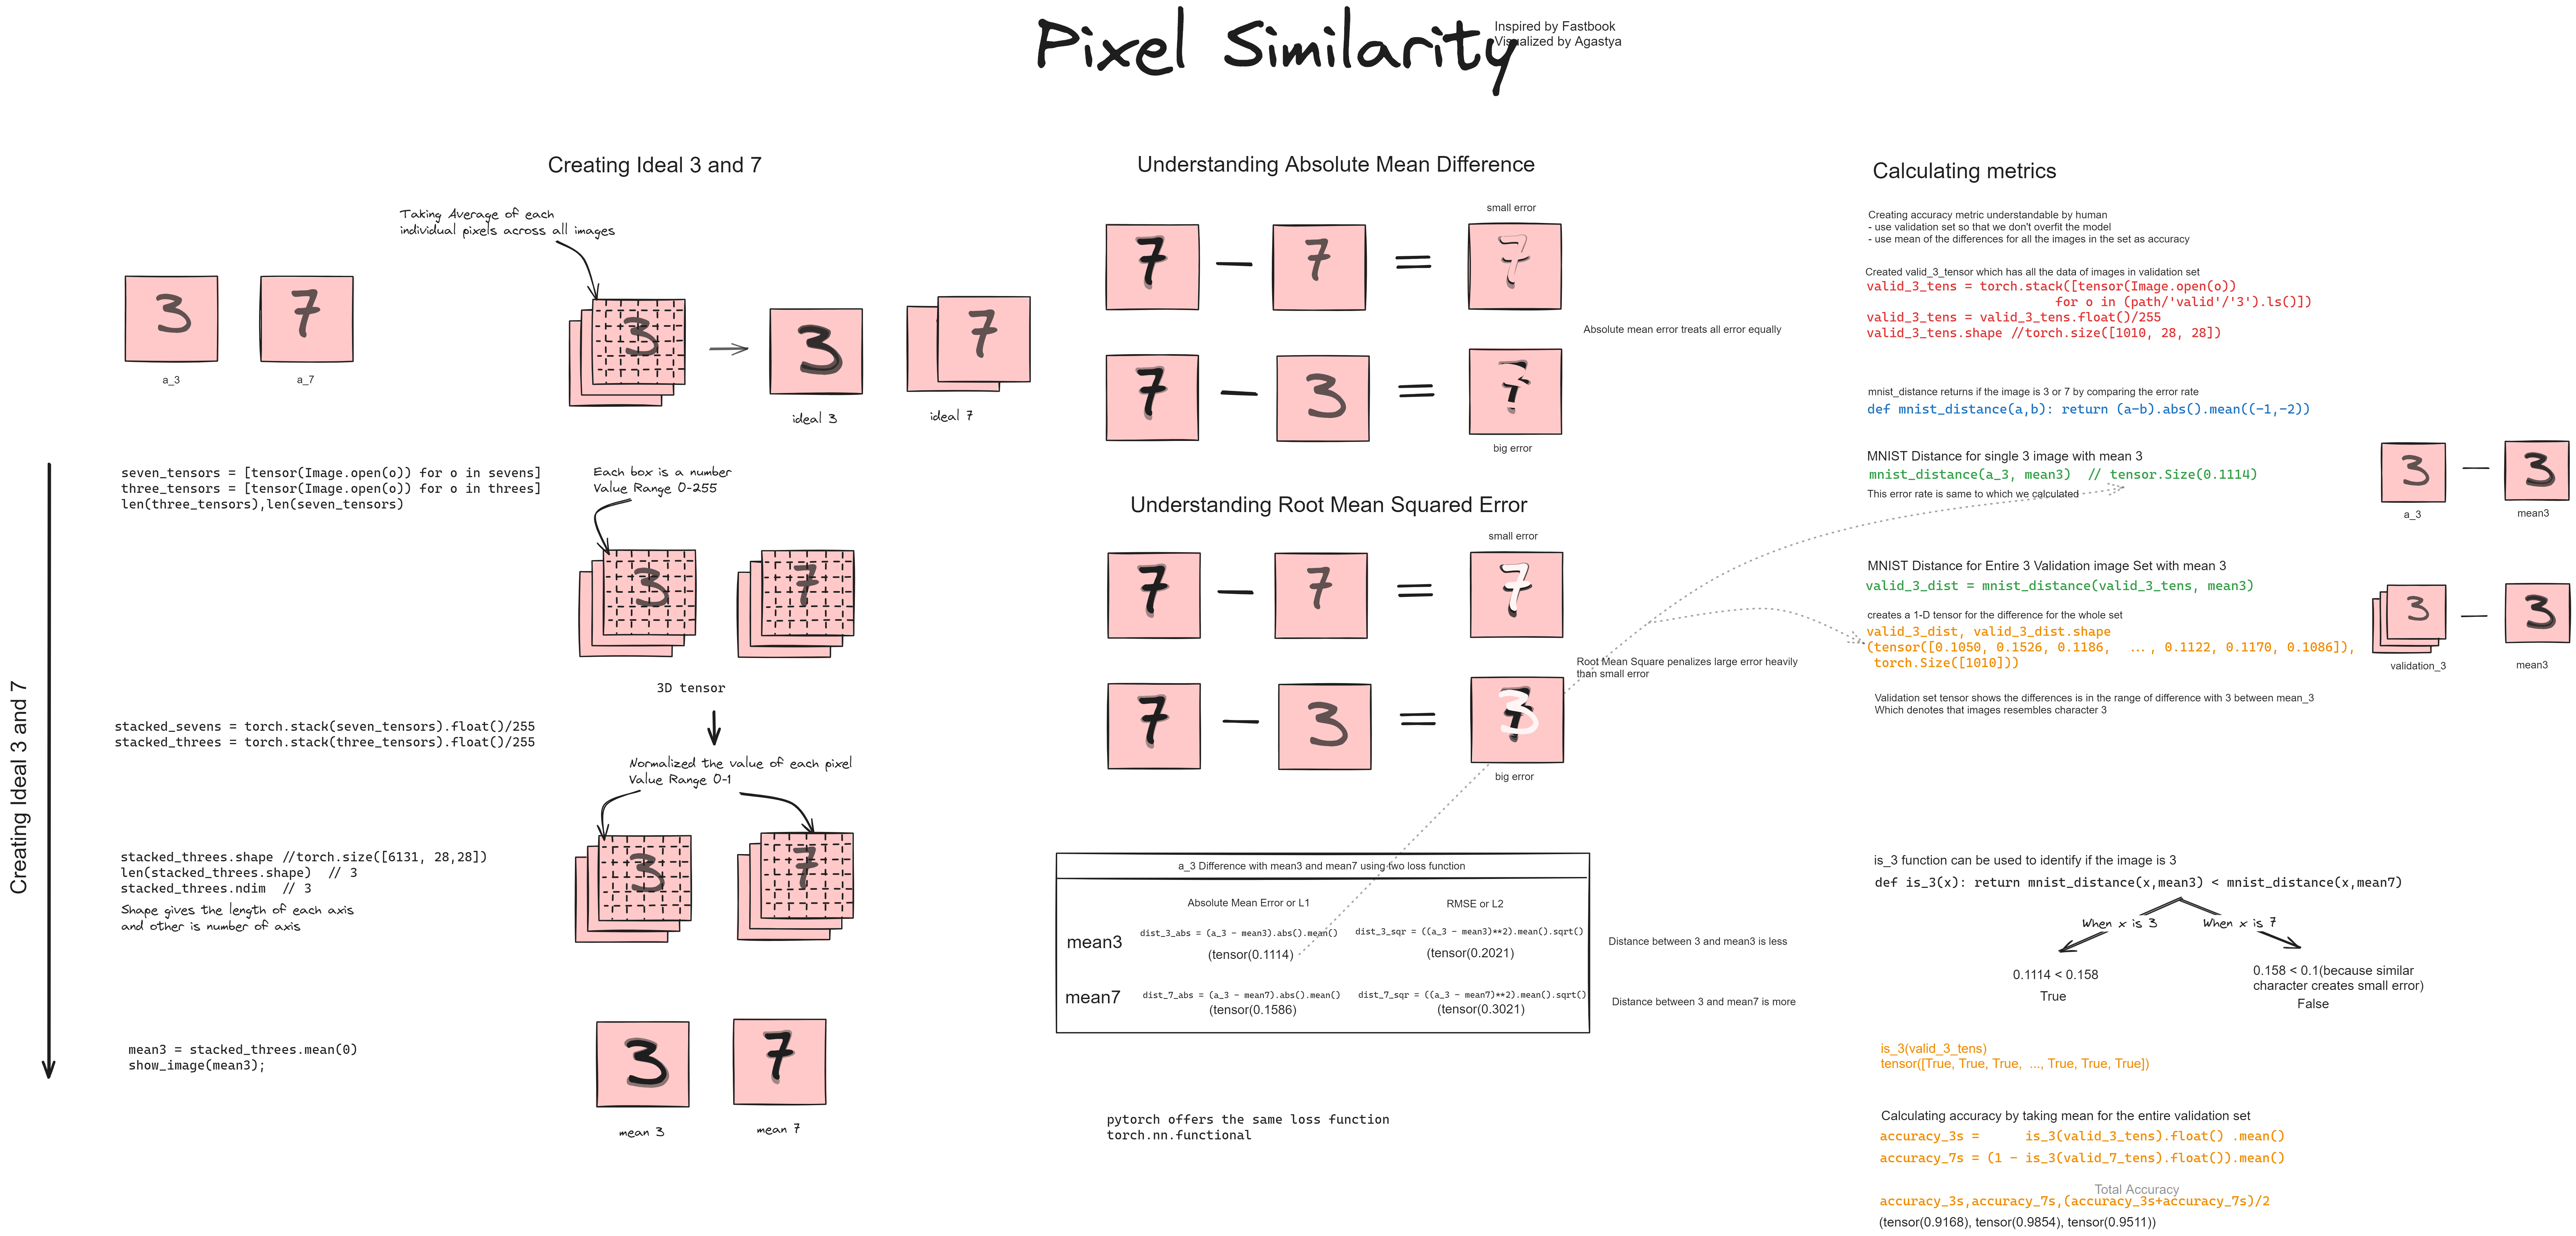 Pixel Similarity
Inspired by Fastbook
Visualized by Agastya
Creating Ideal 3 and 7
Taking Average of each
individual pixels across all images
3
7
3
3
7
a_3
a_7
ideal 3
ideal 7
Creating Ideal 3 and 7
seven_tensors = [tensor(Image.open(o)) for o in sevens]
three_tensors = [tensor(Image.open(o)) for o in threes]
len(three_tensors),len(seven_tensors)
Each box is a number
Value Range 0-255
3
7
3D tensor
stacked_sevens = torch.stack(seven_tensors).float()/255
stacked_threes = torch.stack(three_tensors).float()/255
Normalized the value of each pixel
Value Range 0-1
3
7
stacked_threes.shape //torch.size([6131, 28,28])
len(stacked_threes.shape)  // 3
stacked_threes.ndim  // 3
Shape gives the length of each axis
and other is number of axis
mean3 = stacked_threes.mean(0)
show_image(mean3);
3
7
mean 3
mean 7
Understanding Absolute Mean Difference
small error
7 — 7 = 7
Absolute mean error treats all error equally
7 — 3 =
big error
Understanding Root Mean Squared Error
small error
7 — 7 = 7
Root Mean Square penalizes large error heavily
than small error
7 — 3 = 3
big error
a_3 Difference with mean3 and mean7 using two loss function
Absolute Mean Error or L1
RMSE or L2
mean3
dist_3_abs = (a_3 - mean3).abs().mean()
(tensor(0.1114)
dist_3_sqr = ((a_3 - mean3)**2).mean().sqrt()
(tensor(0.2021)
Distance between 3 and mean3 is less
mean7
dist_7_abs = (a_3 - mean7).abs().mean()
(tensor(0.1586)
dist_7_sqr = ((a_3 - mean7)**2).mean().sqrt()
(tensor(0.3021)
Distance between 3 and mean7 is more
pytorch offers the same loss function
torch.nn.functional
Calculating metrics
Creating accuracy metric understandable by human
- use validation set so that we don't overfit the model
- use mean of the differences for all the images in the set as accuracy
Created valid_3_tensor which has all the data of images in validation set
valid_3_tens = torch.stack([tensor(Image.open(o))
for o in (path/'valid'/'3').ls()])
valid_3_tens = valid_3_tens.float()/255
valid_3_tens.shape //torch.size([1010, 28, 28])
mnist_distance returns if the image is 3 or 7 by comparing the error rate
def mnist_distance(a,b): return (a-b).abs().mean((-1,-2))
MNIST Distance for single 3 image with mean 3
mnist_distance(a_3, mean3)  // tensor.Size(0.1114)
This error rate is same to which we calculated
3 — 3
a_3
mean3
MNIST Distance for Entire 3 Validation image Set with mean 3
valid_3_dist = mnist_distance(valid_3_tens, mean3)
creates a 1-D tensor for the difference for the whole set
valid_3_dist, valid_3_dist.shape
(tensor([0.1050, 0.1526, 0.1186,  ..., 0.1122, 0.1170, 0.1086]),
torch.Size([1010]))
3 — 3
validation_3
mean3
Validation set tensor shows the differences is in the range of difference with 3 between mean_3
Which denotes that images resembles character 3
is_3 function can be used to identify if the image is 3
def is_3(x): return mnist_distance(x,mean3) < mnist_distance(x,mean7)
When x is 3
When x is 7
0.1114 < 0.158
True
0.158 < 0.1(because similar
character creates small error)
False
is_3(valid_3_tens)
tensor([True, True, True,  ..., True, True, True])
Calculating accuracy by taking mean for the entire validation set
accuracy_3s =      is_3(valid_3_tens).float() .mean()
accuracy_7s = (1 - is_3(valid_7_tens).float()).mean()
Total Accuracy
accuracy_3s,accuracy_7s,(accuracy_3s+accuracy_7s)/2
(tensor(0.9168), tensor(0.9854), tensor(0.9511))